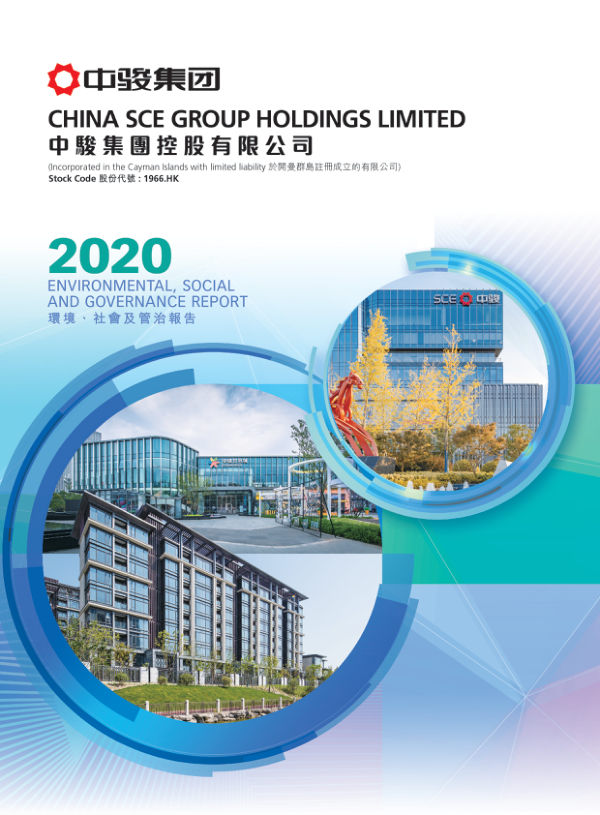 中骏集团
CHINA SCE GROUP HOLDINGS LIMITED
中駿集團控股有限公司
(Incorporated in the Cayman Islands with limited liability 於開曼群島註冊成立的有限公司)
Stock Code 股份代號 : 1966.HK
2020
ENVIRONMENTAL, SOCIAL
AND GOVERNANCE REPORT
環境、社會及管治報告
SCE 中骏